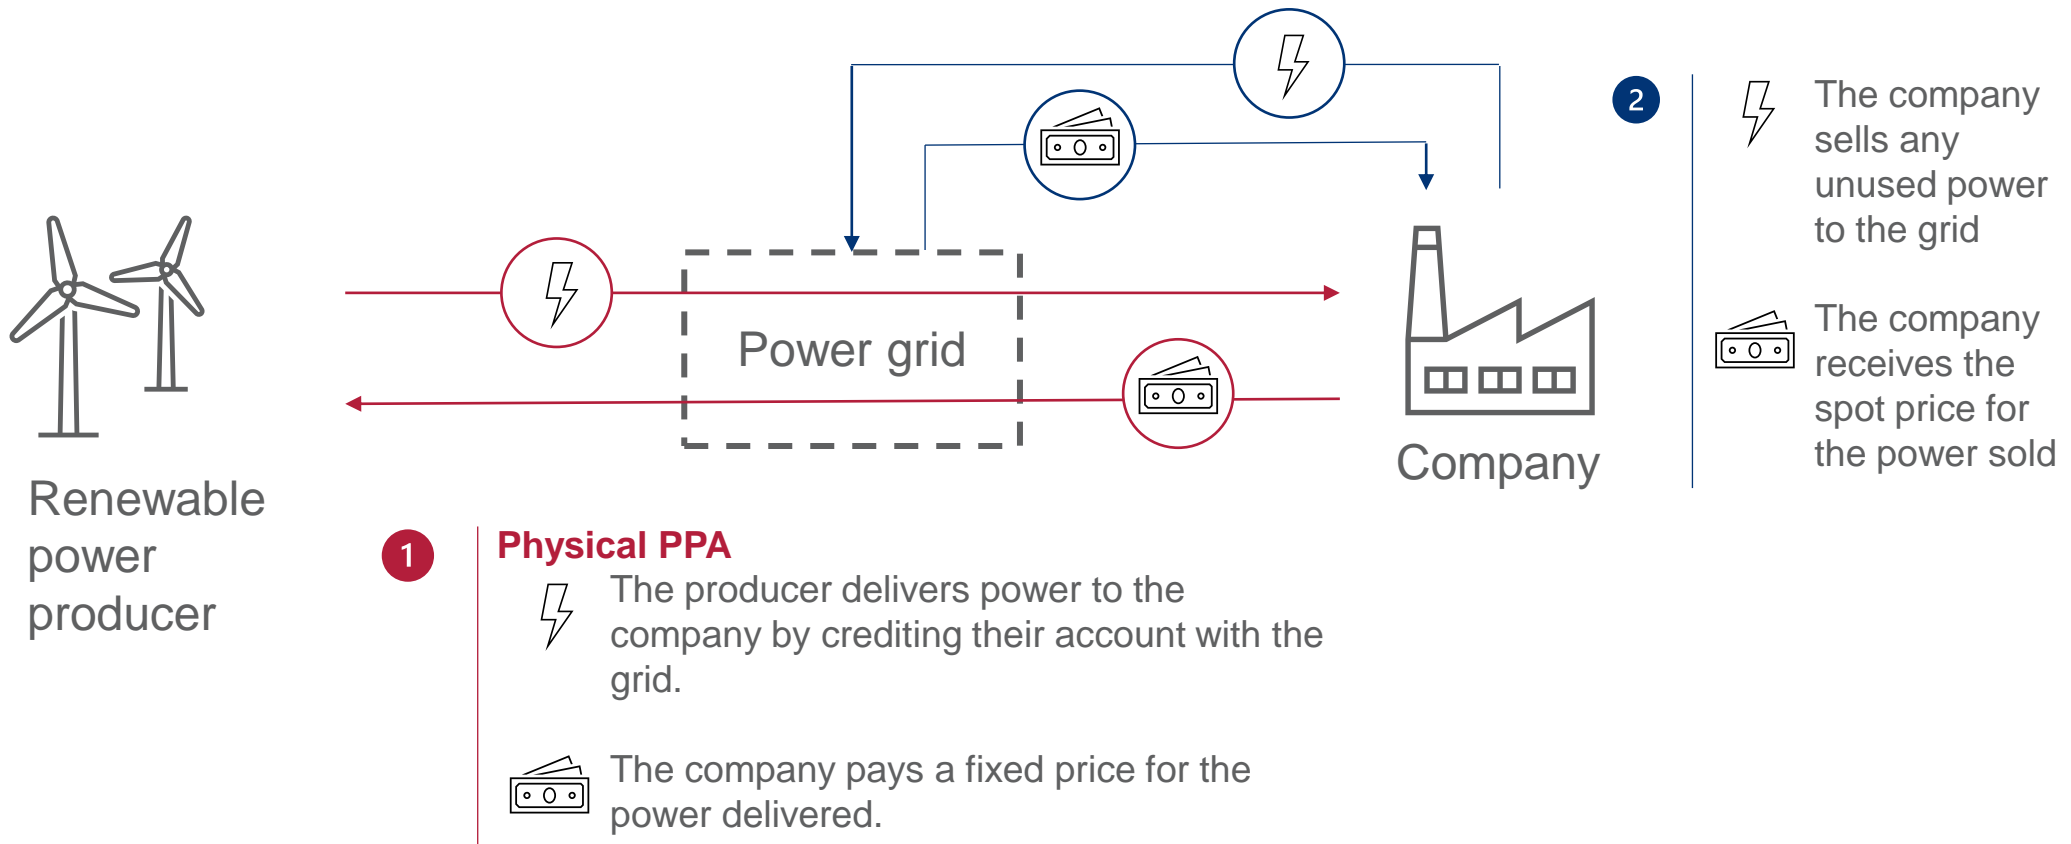 2
The company
sells any
unused power
to the grid
The company
receives the
spot price for
the power sold
Power grid
Company
Renewable
power
producer
1
Physical PPA
The producer delivers power to the
company by crediting their account with the
grid.
The company pays a fixed price for the
power delivered.